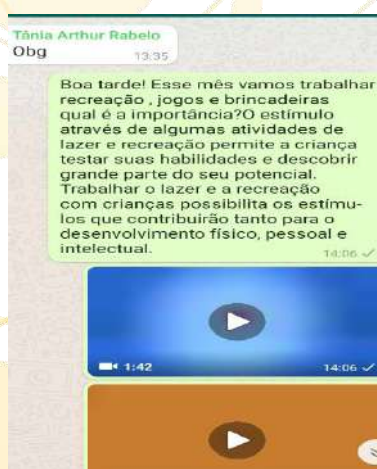 Tânia Arthur Rabelo
Obg
13:35
Boa tarde! Esse mês vamos trabalhar
recreação , jogos e brincadeiras
qual é a importância?O estímulo
através de algumas atividades de
lazer e recreação permite a criança
testar suas habilidades e descobrir
grande parte do seu potencial.
Trabalhar o lazer e a recreação
com crianças possibilita os estímu-
los que contribuirão tanto para o
desenvolvimento físico, pessoal e
intelectual.
14:06
1:42
14:06